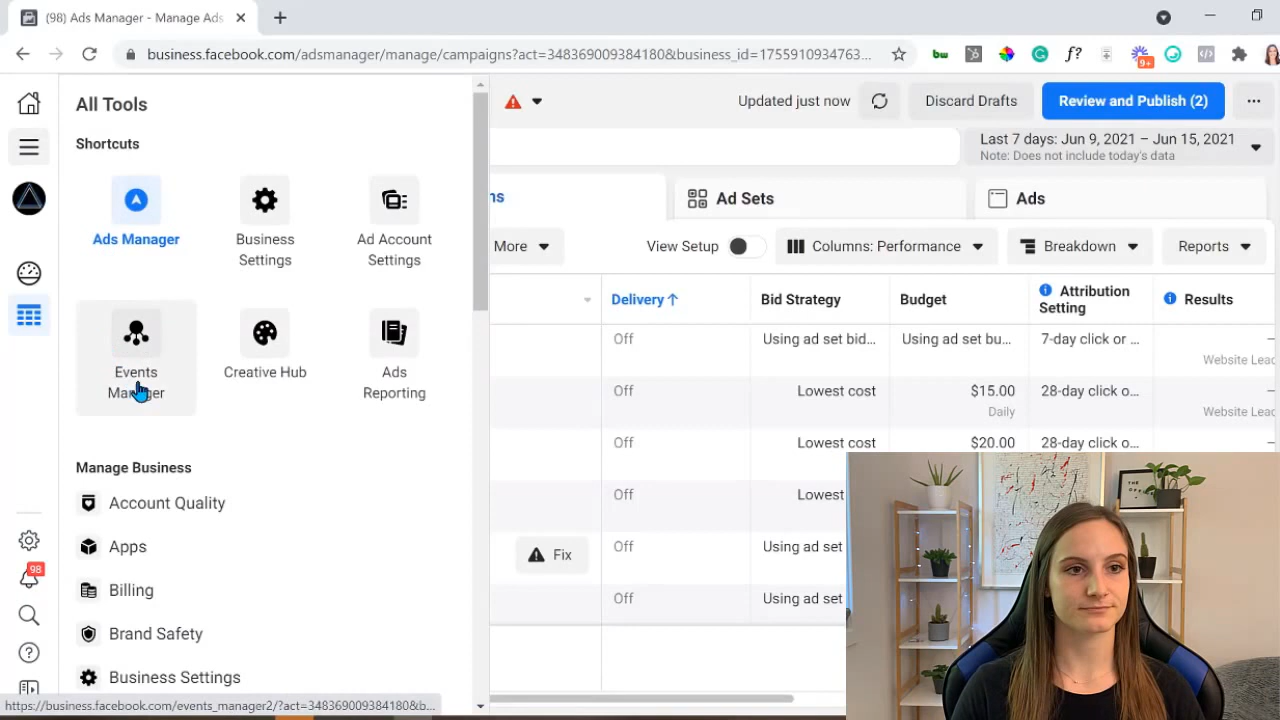 (98) Ads Manager - Manage Ads
business.facebook.com/adsmanager/manage/campaigns?act=348369009384180&business_id=1755910934763...
bw
f?
9+
All Tools
Updated just now
Discard Drafts
Review and Publish (2)
Shortcuts
Last 7 days: Jun 9, 2021 – Jun 15, 2021
Note: Does not include today's data
Ads Manager
Business Settings
Ad Account Settings
ns
Ad Sets
Ads
More
View Setup
Columns: Performance
Breakdown
Reports
Events Manager
Creative Hub
Ads Reporting
Delivery ↑
Bid Strategy
Budget
Attribution Setting
Results
Off
Using ad set bid...
Using ad set bu...
7-day click or ...
—
Website Lead
Off
Lowest cost
$15.00
Daily
28-day click o...
—
Website Lead
Off
Lowest cost
$20.00
28-day click o...
—
Off
Lowest
Fix
Off
Using ad set
Off
Using ad set
Manage Business
Account Quality
Apps
Billing
Brand Safety
Business Settings
98
THE
OFF
https://business.facebook.com/events_manager2/?act=348369009384180&b...